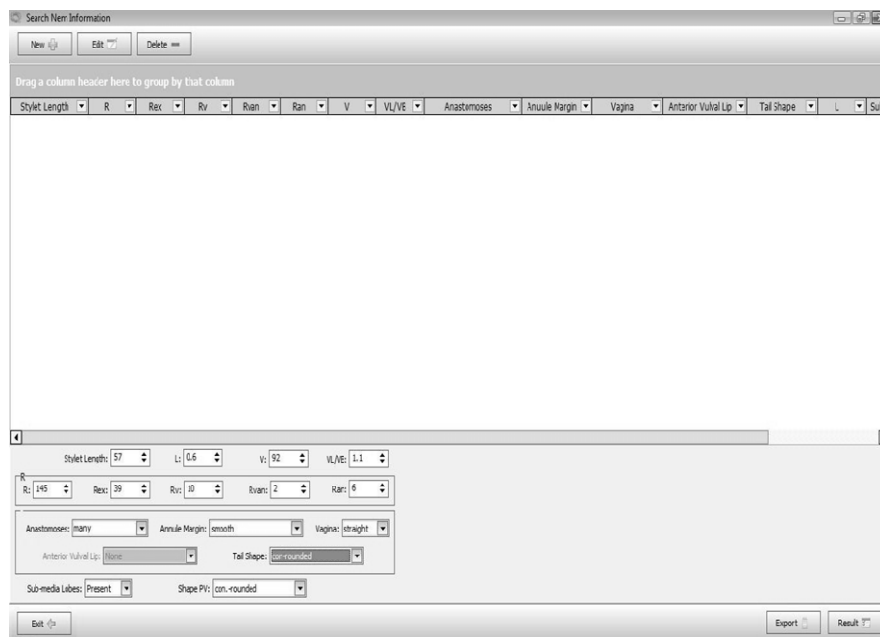 Search Nem Information
New Edit Delete
Drag a column header here to group by that column
Stylet Length R Rex Rv Rvan Ran V VL/VE Anastomoses Annule Margin Vagina Anterior Vulval Lip Tail Shape L Su
Stylet Length: 57 L: 0.6 V: 92 VL/VE: 1.1
R
R: 145 Rex: 39 Rv: 10 Rvan: 2 Ran: 6
Anastomoses: many Annule Margin: smooth Vagina: straight
Anterior Vulval Lip: None Tail Shape: con-rounded
Sub-media Lobes: Present Shape PV: con.-rounded
Exit Export Result